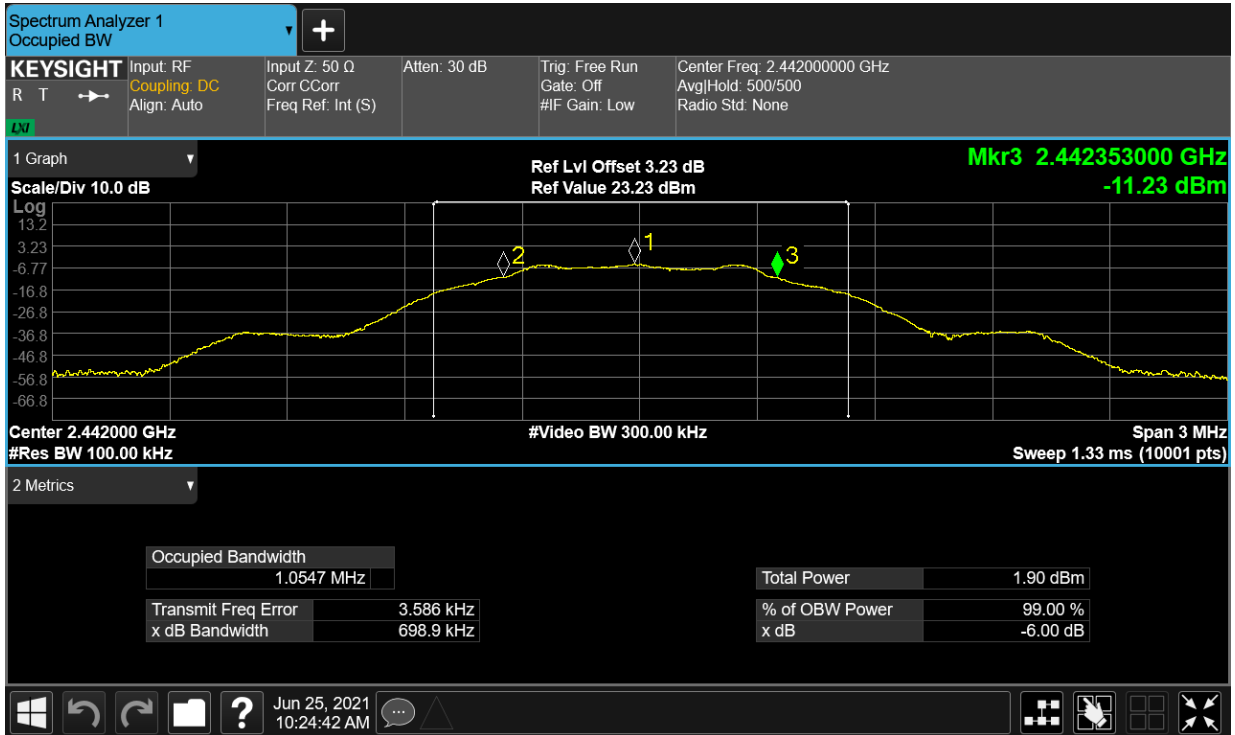 Spectrum Analyzer 1
Occupied BW
KEYSIGHT
R T
LXI
Input: RF
Coupling: DC
Align: Auto
Input Z: 50 Ω
Corr CCorr
Freq Ref: Int (S)
Atten: 30 dB
Trig: Free Run
Gate: Off
#IF Gain: Low
Center Freq: 2.442000000 GHz
Avg|Hold: 500/500
Radio Std: None
1 Graph
Scale/Div 10.0 dB
Ref Lvl Offset 3.23 dB
Ref Value 23.23 dBm
Mkr3 2.442353000 GHz
-11.23 dBm
Log
13.2
3.23
-6.77
-16.8
-26.8
-36.8
-46.8
-56.8
-66.8
2
1
3
Center 2.442000 GHz
#Res BW 100.00 kHz
#Video BW 300.00 kHz
Span 3 MHz
Sweep 1.33 ms (10001 pts)
2 Metrics
Occupied Bandwidth
1.0547 MHz
Transmit Freq Error 3.586 kHz
x dB Bandwidth 698.9 kHz
Total Power 1.90 dBm
% of OBW Power 99.00 %
x dB -6.00 dB
?
Jun 25, 2021
10:24:42 AM